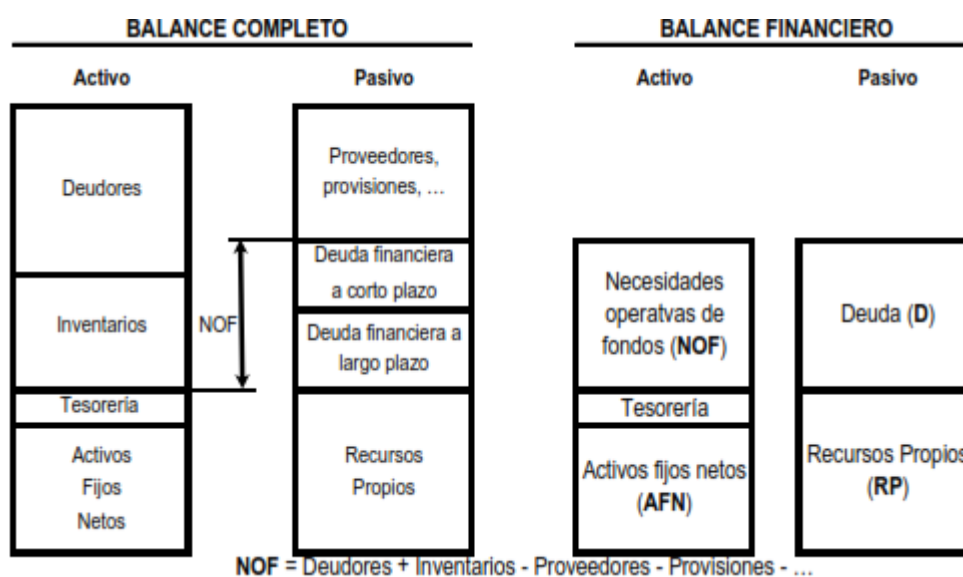 BALANCE COMPLETO
Activo
Pasivo
Deudores
Inventarios
Tesorería
Activos
Fijos
Netos
NOF
Proveedores,
provisiones, …
Deuda financiera
a corto plazo
Deuda financiera a
largo plazo
Recursos
Propios
BALANCE FINANCIERO
Activo
Pasivo
Necesidades
operatvas de
fondos (NOF)
Tesorería
Activos fijos netos
(AFN)
Deuda (D)
Recursos Propios
(RP)
NOF = Deudores + Inventarios - Proveedores - Provisiones - …